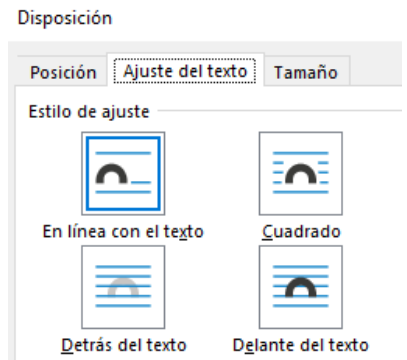 Disposición
Posición Ajuste del texto Tamaño
Estilo de ajuste
En línea con el texto Cuadrado
Detrás del texto Delante del texto